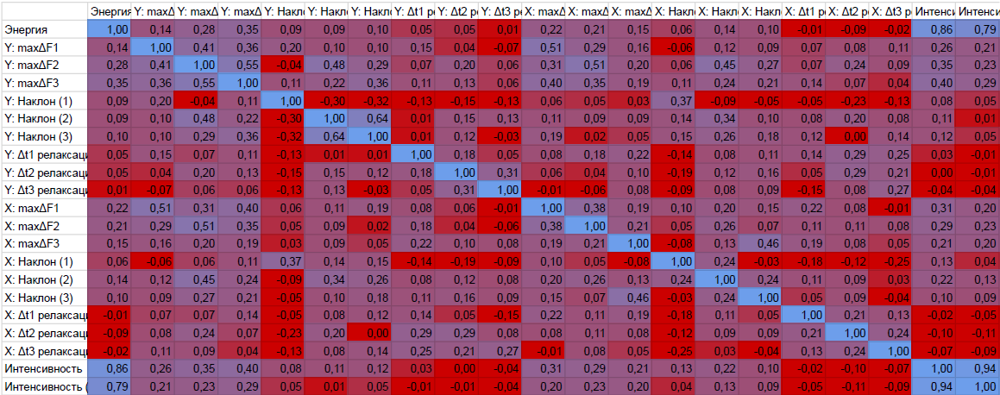 Энергия Y: maxΔ Y: maxΔ Y: maxΔ Y: Накло Y: Накло Y: Накло Y: Δt1 ре Y: Δt2 ре Y: Δt3 ре X: maxΔ X: maxΔ X: maxΔ X: Накл X: Накло X: Накло X: Δt1 р X: Δt2 р X: Δt3 ре Интенси Интенси
Энергия 1,00 0,14 0,28 0,35 0,09 0,09 0,10 0,05 0,05 0,01 0,22 0,21 0,15 0,06 0,14 0,10 -0,01 -0,09 -0,02 0,86 0,79
Y: maxΔF1 0,14 1,00 0,41 0,36 0,20 0,10 0,10 0,15 0,04 -0,07 0,51 0,29 0,16 -0,06 0,12 0,09 0,07 0,08 0,11 0,26 0,21
Y: maxΔF2 0,28 0,41 1,00 0,55 -0,04 0,48 0,29 0,07 0,20 0,06 0,31 0,51 0,20 0,06 0,45 0,27 0,07 0,24 0,09 0,35 0,23
Y: maxΔF3 0,35 0,36 0,55 1,00 0,11 0,22 0,36 0,11 0,13 0,06 0,40 0,35 0,19 0,11 0,24 0,21 0,14 0,07 0,04 0,40 0,29
Y: Наклон (1) 0,09 0,20 -0,04 0,11 1,00 -0,30 -0,32 -0,13 -0,15 -0,13 0,06 0,05 0,03 0,37 -0,09 -0,05 -0,05 -0,23 -0,13 0,08 0,05
Y: Наклон (2) 0,09 0,10 0,48 0,22 -0,30 1,00 0,64 0,01 0,15 0,13 0,11 0,09 0,09 0,14 0,34 0,10 0,08 0,20 0,08 0,11 0,01
Y: Наклон (3) 0,10 0,10 0,29 0,36 -0,32 0,64 1,00 0,01 0,12 -0,03 0,19 0,02 0,05 0,15 0,26 0,18 0,12 -0,00 0,14 0,12 0,05
Y: Δt1 релаксаци 0,05 0,15 0,07 0,11 -0,13 0,01 0,01 1,00 0,18 0,05 0,08 0,18 0,22 -0,14 0,08 0,11 0,14 0,29 0,25 0,03 -0,01
Y: Δt2 релаксаци 0,05 0,04 0,20 0,13 -0,15 0,15 0,12 0,18 1,00 0,31 0,06 0,04 0,10 -0,19 0,12 0,16 0,05 0,29 0,21 0,00 -0,01
Y: Δt3 релаксаци 0,01 -0,07 0,06 0,06 -0,13 0,13 -0,03 0,05 0,31 1,00 -0,01 -0,06 0,08 -0,09 0,08 0,09 -0,15 0,08 0,27 -0,04 -0,04
X: maxΔF1 0,22 0,51 0,31 0,40 0,06 0,11 0,19 0,08 0,06 -0,01 1,00 0,38 0,19 0,10 0,20 0,15 0,22 0,08 -0,01 0,31 0,20
X: maxΔF2 0,21 0,29 0,51 0,35 0,05 0,09 0,02 0,18 0,04 -0,06 0,38 1,00 0,21 0,05 0,26 0,07 0,11 0,11 0,08 0,29 0,23
X: maxΔF3 0,15 0,16 0,20 0,19 0,03 0,09 0,05 0,22 0,10 0,08 0,19 0,21 1,00 -0,08 0,13 0,46 0,19 0,08 0,05 0,21 0,20
X: Наклон (1) 0,06 -0,06 0,06 0,11 0,37 0,14 0,15 -0,14 -0,19 -0,09 0,10 0,05 -0,08 1,00 0,24 -0,03 -0,18 -0,12 -0,25 0,13 0,04
X: Наклон (2) 0,14 0,12 0,45 0,24 -0,09 0,34 0,26 0,08 0,12 0,08 0,20 0,26 0,13 0,24 1,00 0,24 0,11 0,09 0,03 0,22 0,13
X: Наклон (3) 0,10 0,09 0,27 0,21 -0,05 0,10 0,18 0,11 0,16 0,09 0,15 0,07 0,46 -0,03 0,24 1,00 0,05 0,09 -0,04 0,10 0,09
X: Δt1 релаксаци -0,01 0,07 0,07 0,14 -0,05 0,08 0,12 0,14 0,05 -0,15 0,22 0,11 0,19 -0,18 0,11 0,05 1,00 0,21 0,13 -0,02 -0,05
X: Δt2 релаксаци -0,09 0,08 0,24 0,07 -0,23 0,20 -0,00 0,29 0,29 0,08 0,08 0,11 0,08 -0,12 0,09 0,09 0,21 1,00 0,24 -0,10 -0,11
X: Δt3 релаксаци -0,02 0,11 0,09 0,04 -0,13 0,08 0,14 0,25 0,21 0,27 -0,01 0,08 0,05 -0,25 0,03 -0,04 0,13 0,24 1,00 -0,07 -0,09
Интенсивность 0,86 0,26 0,35 0,40 0,08 0,11 0,12 0,03 0,00 -0,04 0,31 0,29 0,21 0,13 0,22 0,10 -0,02 -0,10 -0,07 1,00 0,94
Интенсивность ( 0,79 0,21 0,23 0,29 0,05 0,01 0,05 -0,01 -0,01 -0,04 0,20 0,23 0,20 0,04 0,13 0,09 -0,05 -0,11 -0,09 0,94 1,00